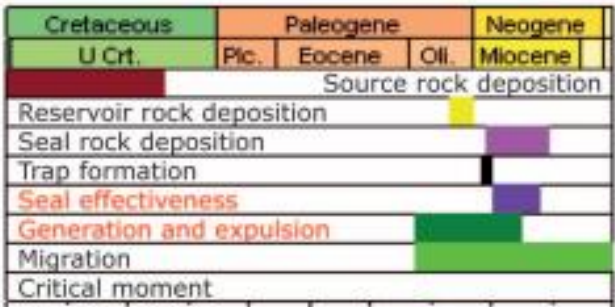 Cretaceous Paleogene Neogene
U Crt. Plc. Eocene Oli. Miocene
Source rock deposition
Reservoir rock deposition
Seal rock deposition
Trap formation
Seal effectiveness
Generation and expulsion
Migration
Critical moment